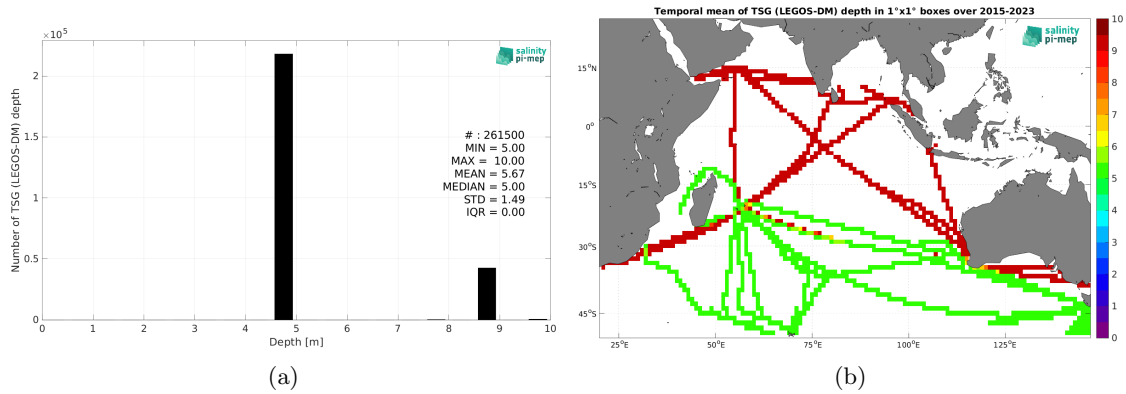 ×10⁵
2
1.5
1
0.5
0
0 1 2 3 4 5 6 7 8 9 10
Number of TSG (LEGOS-DM) depth
Depth [m]
salinity
pi-mep
# : 261500
MIN = 5.00
MAX = 10.00
MEAN = 5.67
MEDIAN = 5.00
STD = 1.49
IQR = 0.00
(a)
Temporal mean of TSG (LEGOS-DM) depth in 1°x1° boxes over 2015-2023
salinity
pi-mep
15°N
0°
15°S
30°S
45°S
25°E 50°E 75°E 100°E 125°E
10
9
8
7
6
5
4
3
2
1
0
(b)